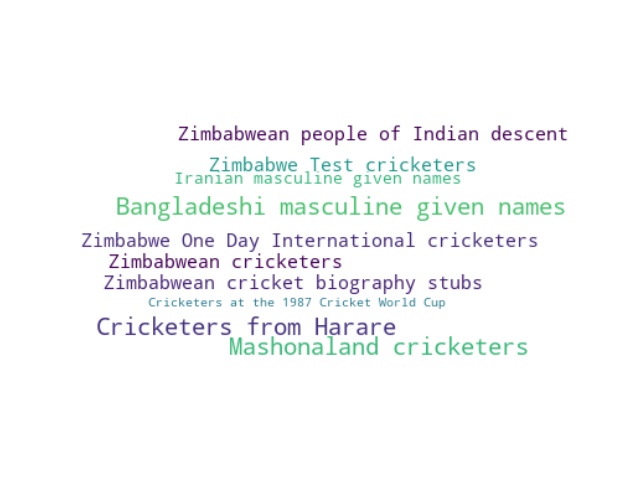 Zimbabwean people of Indian descent
Zimbabwe Test cricketers
Iranian masculine given names
Bangladeshi masculine given names
Zimbabwe One Day International cricketers
Zimbabwean cricketers
Zimbabwean cricket biography stubs
Cricketers at the 1987 Cricket World Cup
Cricketers from Harare
Mashonaland cricketers